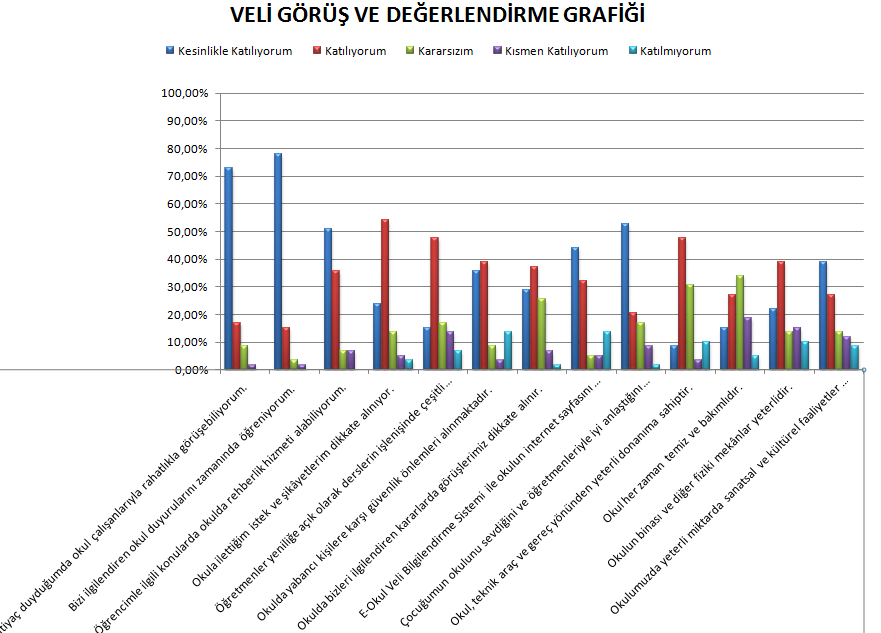 VELİ GÖRÜŞ VE DEĞERLENDİRME GRAFİĞİ
Kesinlikle Katılıyorum Katılıyorum Kararsızım Kısmen Katılıyorum Katılmıyorum
100,00%
90,00%
80,00%
70,00%
60,00%
50,00%
40,00%
30,00%
20,00%
10,00%
0,00%
duyduğumda okul çalışanlarıyla rahatlıkla görüşebiliyorum.
Bizi ilgilendiren okul duyurularını zamanında öğreniyorum.
Öğrencimle ilgili konularda okulda rehberlik hizmeti alabiliyorum.
Okula ilettiğim istek ve şikâyetlerim dikkate alınıyor.
Öğretmenler yeniliğe açık olarak derslerin işlenişinde çeşitli...
Okulda yabancı kişilere karşı güvenlik önlemleri alınmaktadır.
Okulda bizleri ilgilendiren kararlarda görüşlerimiz dikkate alınır.
E-Okul Veli Bilgilendirme Sistemi ile okulun internet sayfasını...
Çocuğumun okulunu sevdiğini ve öğretmenleriyle iyi anlaştığını...
Okul, teknik araç ve gereç yönünden yeterli donanıma sahiptir.
Okul her zaman temiz ve bakımlıdır.
Okulun binası ve diğer fiziki mekânlar yeterlidir.
Okulumuzda yeterli miktarda sanatsal ve kültürel faaliyetler ...